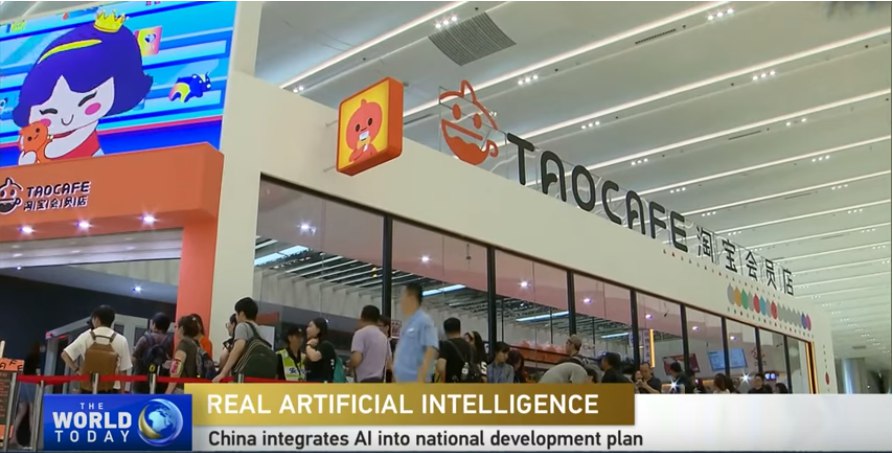 TAOCAFE
淘宝会员店
TAOCAFE
淘宝会员店
THE
WORLD
TODAY
REAL ARTIFICIAL INTELLIGENCE
China integrates AI into national development plan